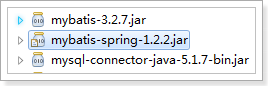 mybatis-3.2.7.jar
mybatis-spring-1.2.2.jar
mysql-connector-java-5.1.7-bin.jar